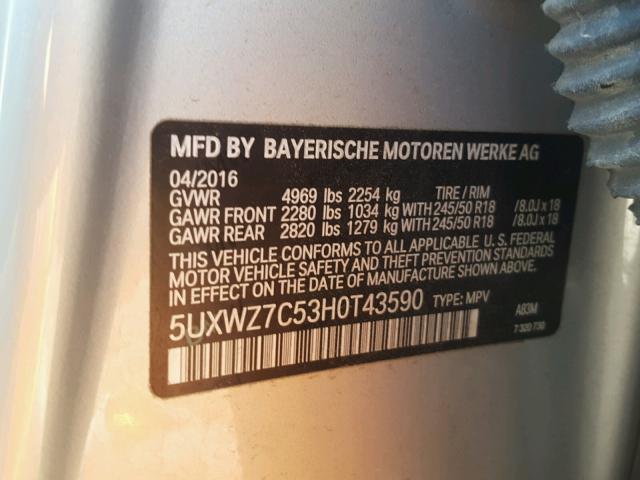 MFD BY BAYERISCHE MOTOREN WERKE AG
04/2016
GVWR 4969 lbs 2254 kg TIRE / RIM
GAWR FRONT 2280 lbs 1034 kg WITH 245/50 R18 /8.0J x 18
GAWR REAR 2820 lbs 1279 kg WITH 245/50 R18 /8.0J x 18
THIS VEHICLE CONFORMS TO ALL APPLICABLE U.S. FEDERAL
MOTOR VEHICLE SAFETY AND THEFT PREVENTION STANDARDS
IN EFFECT ON THE DATE OF MANUFACTURE SHOWN ABOVE.
5UXWZ7C53H0T43590 TYPE: MPV A83M
7 320 730